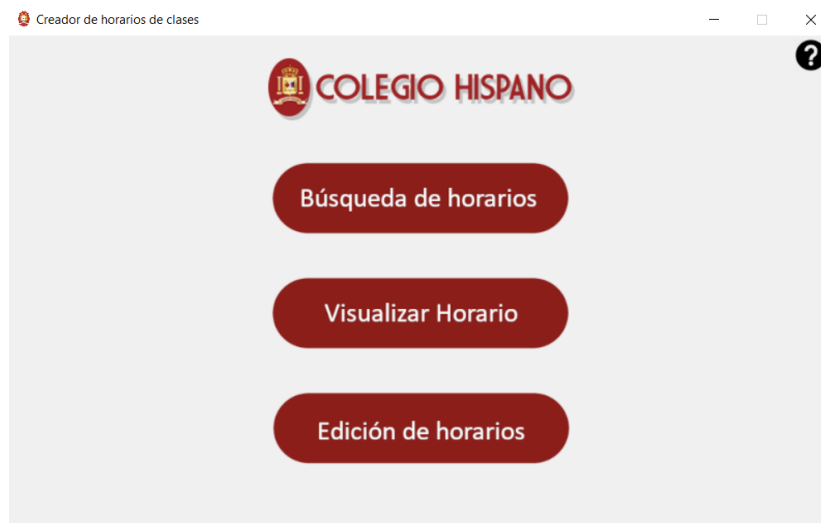 Creador de horarios de clases
?
COLEGIO HISPANO
Búsqueda de horarios
Visualizar Horario
Edición de horarios